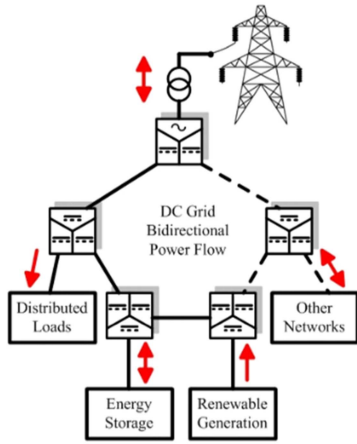 DC Grid
Bidirectional
Power Flow
Distributed
Loads
Other
Networks
Energy
Storage
Renewable
Generation